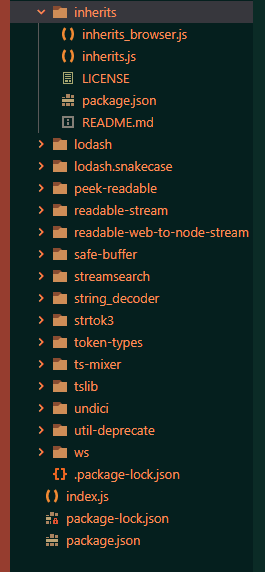 inherits
inherits_browser.js
inherits.js
LICENSE
package.json
README.md
lodash
lodash.snakecase
peek-readable
readable-stream
readable-web-to-node-stream
safe-buffer
streamsearch
string_decoder
strtok3
token-types
ts-mixer
tslib
undici
util-deprecate
ws
.package-lock.json
index.js
package-lock.json
package.json